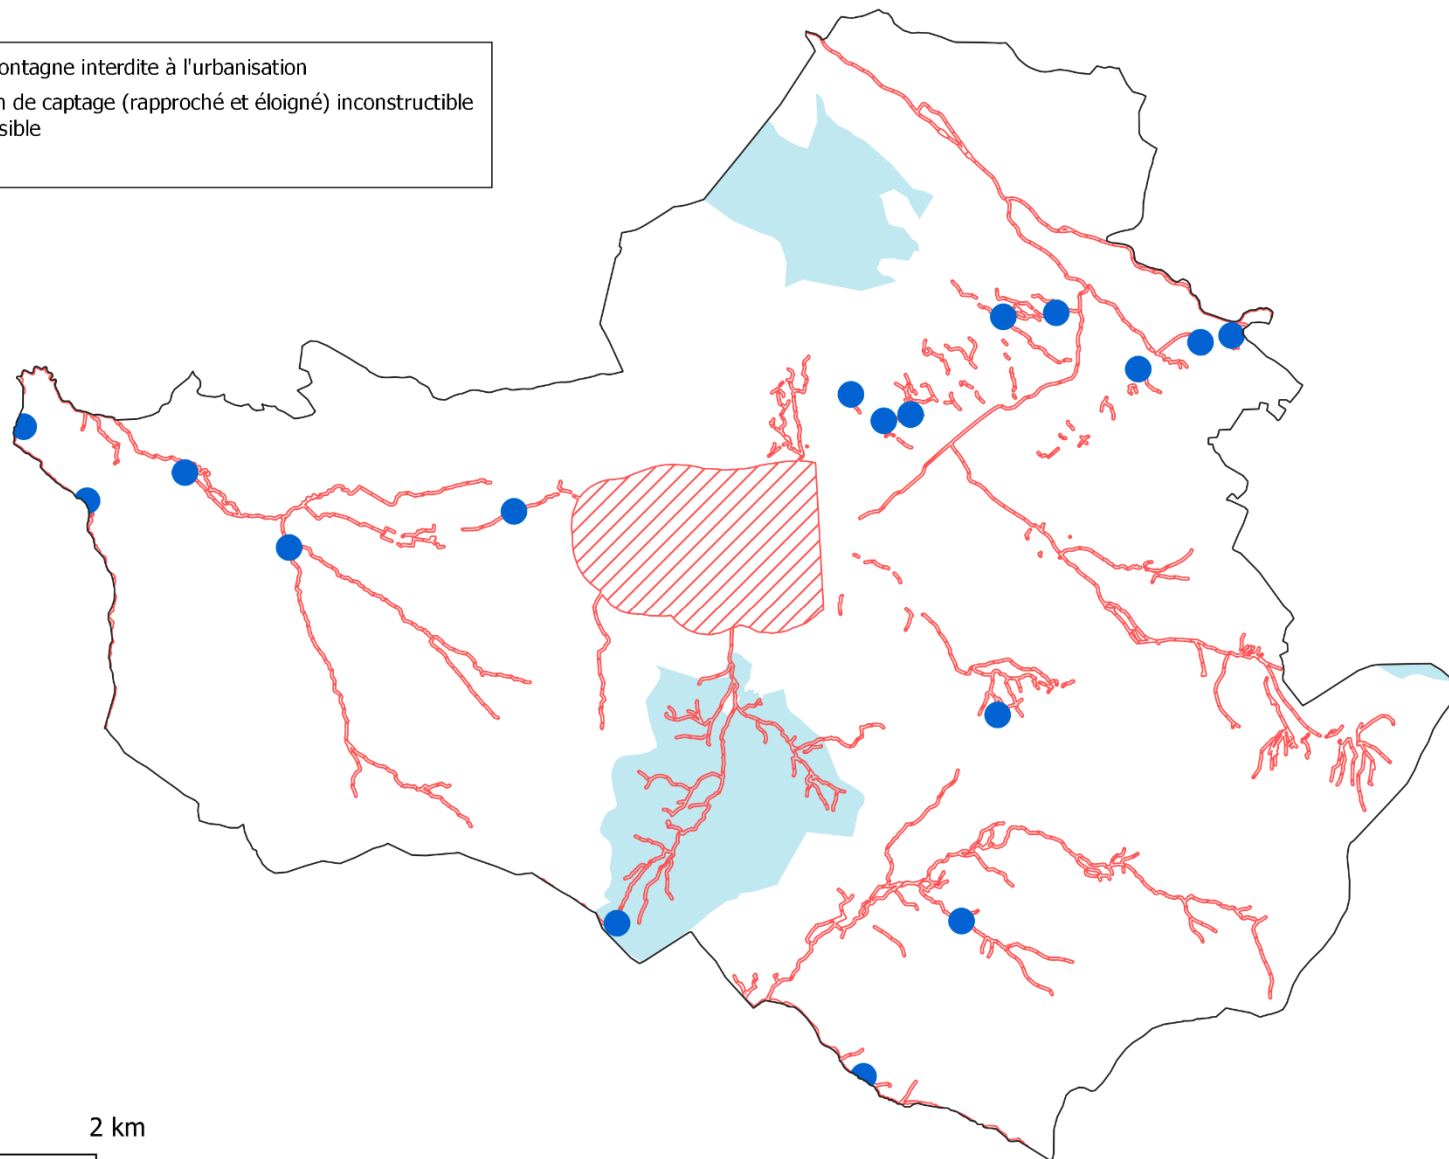 ontagne interdite à l'urbanisation
n de captage (rapproché et éloigné) inconstructible
sible
2 km